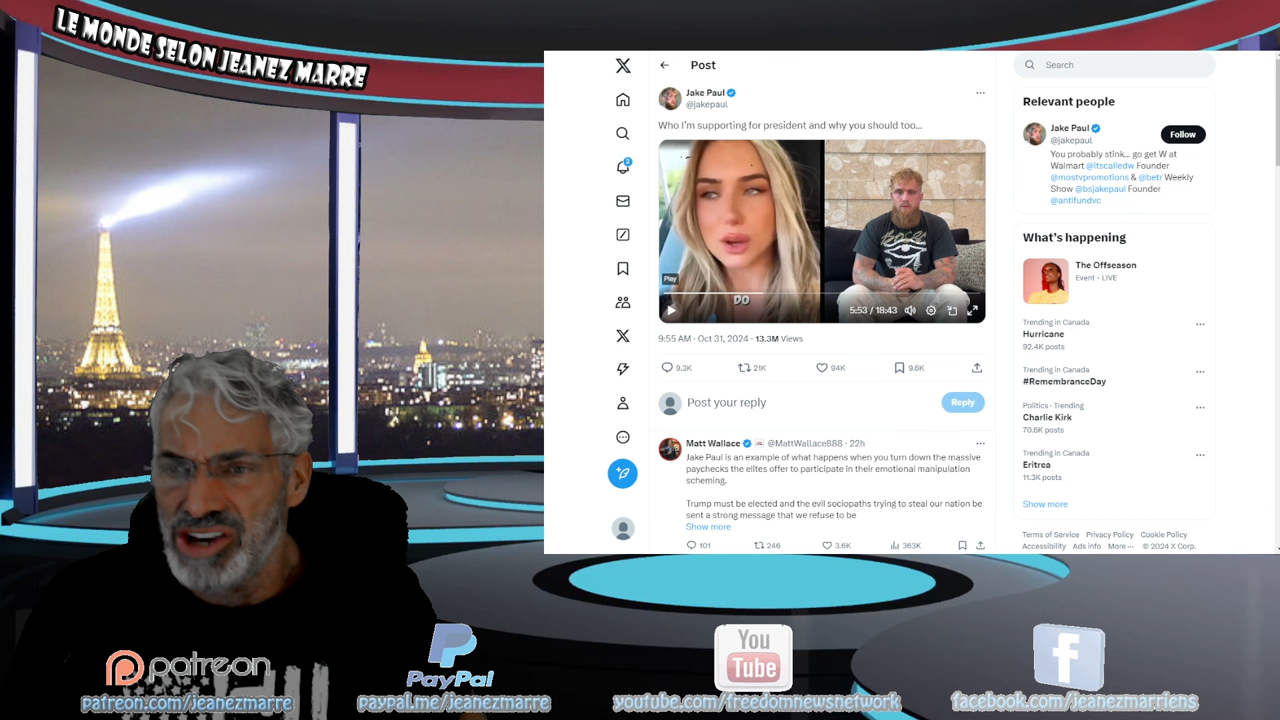 LE MONDE SELON JEANEZ MARRE
Post
Search
Jake Paul
@jakepaul
Who I'm supporting for president and why you should too...
Play
DO
5:53 / 18:43
9:55 AM · Oct 31, 2024 · 13.3M Views
9.3K
21K
94K
9.6K
Post your reply
Reply
Matt Wallace @MattWallace888 · 22h
Jake Paul is an example of what happens when you turn down the massive
paychecks the elites offer to participate in their emotional manipulation
scheming.
Trump must be elected and the evil sociopaths trying to steal our nation be
sent a strong message that we refuse to be
Show more
101
246
3.6K
363K
Relevant people
Jake Paul
@jakepaul
Follow
You probably stink... go get W at
Walmart @itscalledw Founder
@mostvpromotions & @betr Weekly
Show @bsjakepaul Founder
@antifundvc
What's happening
The Offseason
Event · LIVE
Trending in Canada
Hurricane
92.4K posts
Trending in Canada
#RemembranceDay
Politics · Trending
Charlie Kirk
70.6K posts
Trending in Canada
Eritrea
11.3K posts
Show more
Terms of Service Privacy Policy Cookie Policy
Accessibility Ads info More ··· © 2024 X Corp.
patreon
patreon.com/jeanezmarre
PayPal
paypal.me/jeanezmarre
You
Tube
youtube.com/freedomnewsnetwork
f
facebook.com/jeanezmarrefens